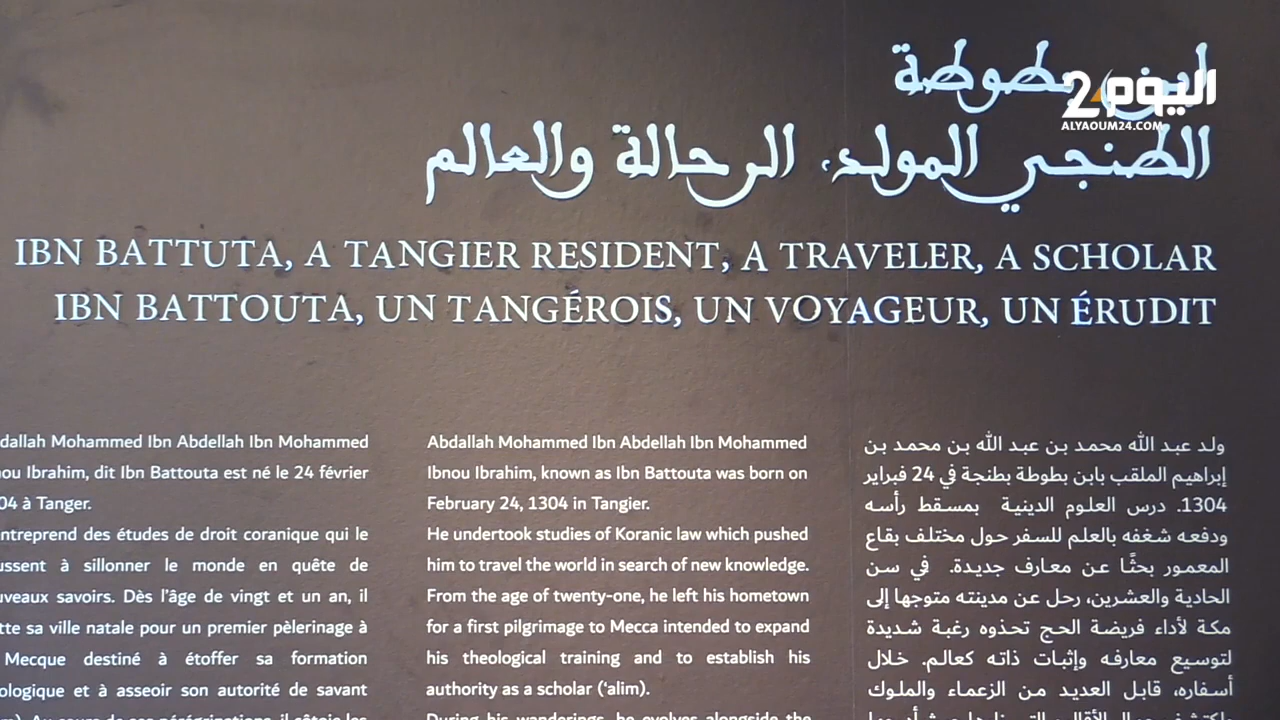 ابن بطوطة
الطنجي المولد، الرحالة والعالم
اليوم24
ALYAOUM24.COM
IBN BATTUTA, A TANGIER RESIDENT, A TRAVELER, A SCHOLAR
IBN BATTOUTA, UN TANGÉROIS, UN VOYAGEUR, UN ÉRUDIT
Mohammed Ibn Abdellah Ibn Mohammed
Ibrahim, dit Ibn Battouta est né le 24 février
à Tanger.
des études de droit coranique qui le
à sillonner le monde en quête de
savoirs. Dès l’âge de vingt et un an, il
sa ville natale pour un premier pèlerinage à
Mecque destiné à étoffer sa formation
et à asseoir son autorité de savant
Abdallah Mohammed Ibn Abdellah Ibn Mohammed
Ibnou Ibrahim, known as Ibn Battouta was born on
February 24, 1304 in Tangier.
He undertook studies of Koranic law which pushed
him to travel the world in search of new knowledge.
From the age of twenty-one, he left his hometown
for a first pilgrimage to Mecca intended to expand
his theological training and to establish his
authority as a scholar (‘alim).
During his wanderings, he evolves alongside the
ولد عبد الله محمد بن عبد الله بن محمد بن
إبراهيم الملقب بابن بطوطة بطنجة في 24 فبراير
1304. درس العلوم الدينية بمسقط رأسه
ودفعه شغفه بالعلم للسفر حول مختلف بقاع
المعمور بحثًا عن معارف جديدة. في سن
الحادية والعشرين، رحل عن مدينته متوجها إلى
مكة لأداء فريضة الحج تحذوه رغبة شديدة
لتوسيع معارفه وإثبات ذاته كعالم. خلال
أسفاره، قابل العديد من الزعماء والملوك